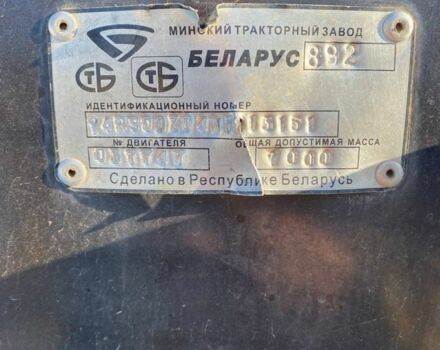 МИНСКИЙ ТРАКТОРНЫЙ ЗАВОД
СТБ СТБ БЕЛАРУС 892
ИДЕНТИФИКАЦИОННЫЙ НОМЕР
№ ДВИГАТЕЛЯ ОБЩАЯ ДОПУСТИМАЯ МАССА
7000
Сделано в Республике Беларусь